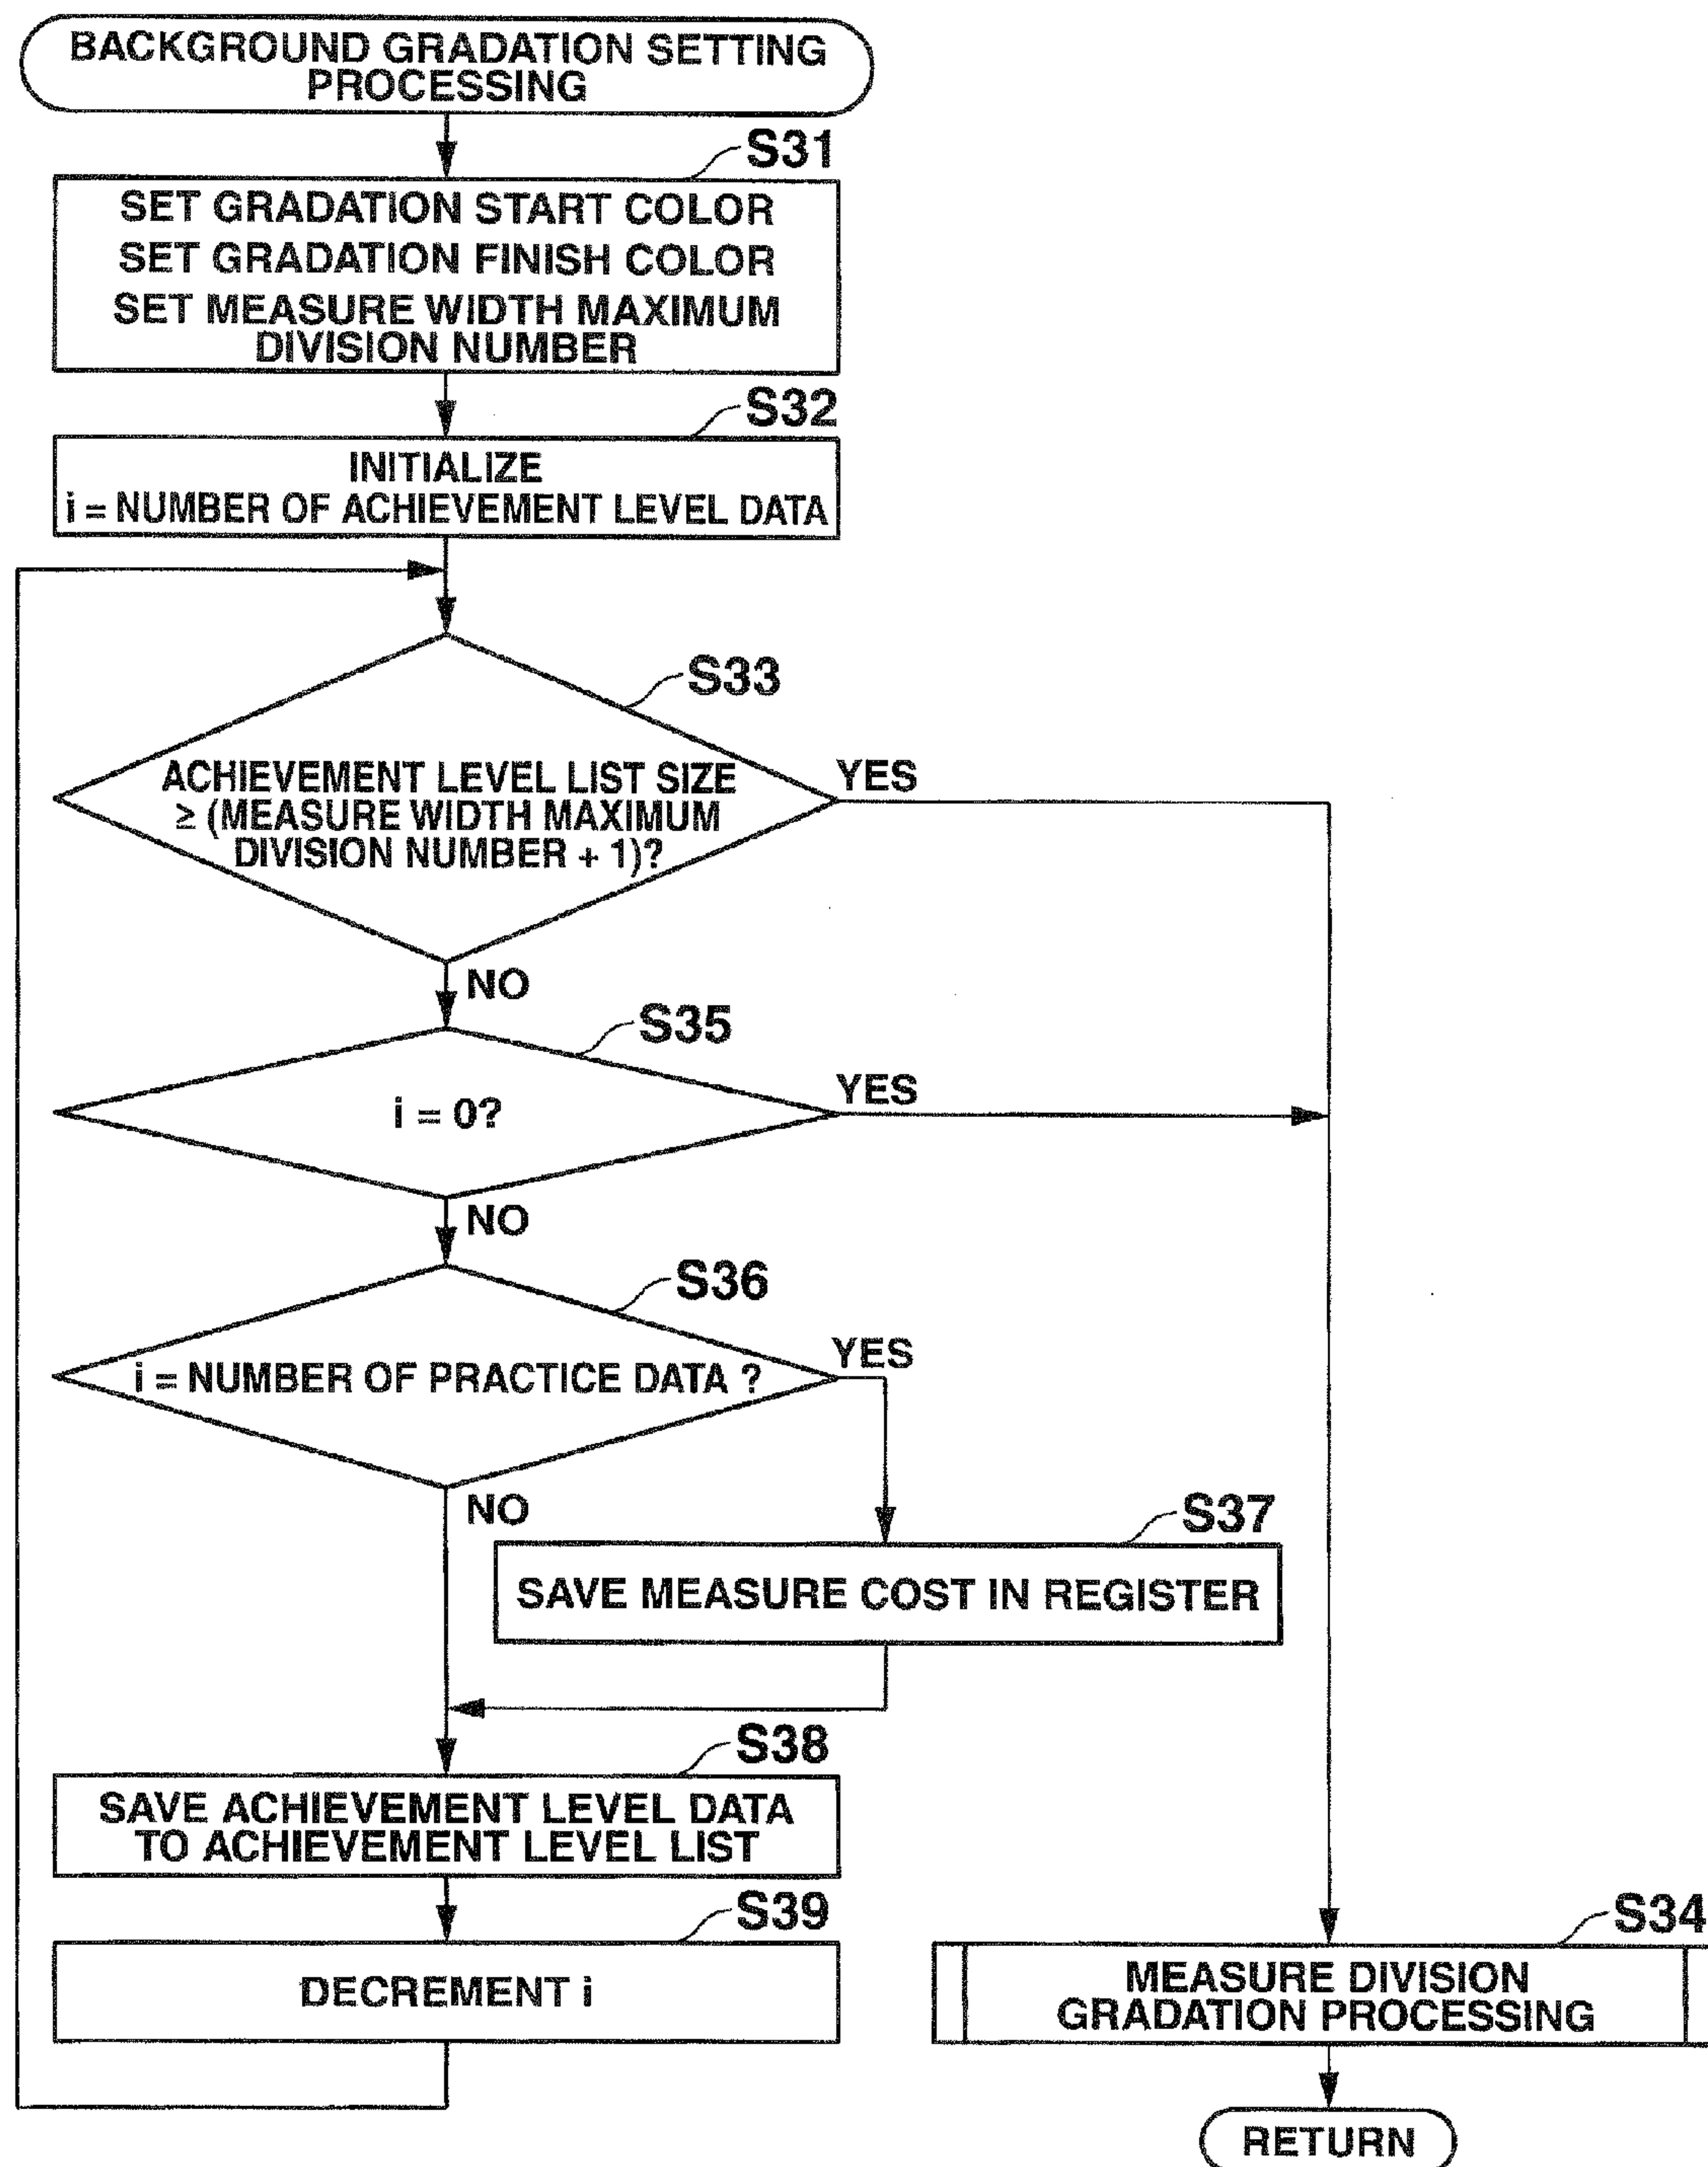 BACKGROUND GRADATION SETTING
PROCESSING
S31
SET GRADATION START COLOR
SET GRADATION FINISH COLOR
SET MEASURE WIDTH MAXIMUM
DIVISION NUMBER
S32
INITIALIZE
i = NUMBER OF ACHIEVEMENT LEVEL DATA
S33
ACHIEVEMENT LEVEL LIST SIZE
≥ (MEASURE WIDTH MAXIMUM
DIVISION NUMBER + 1)?
YES
NO
S35
i = 0?
YES
NO
S36
i = NUMBER OF PRACTICE DATA ?
YES
NO
S37
SAVE MEASURE COST IN REGISTER
S38
SAVE ACHIEVEMENT LEVEL DATA
TO ACHIEVEMENT LEVEL LIST
S39
DECREMENT i
S34
MEASURE DIVISION
GRADATION PROCESSING
RETURN